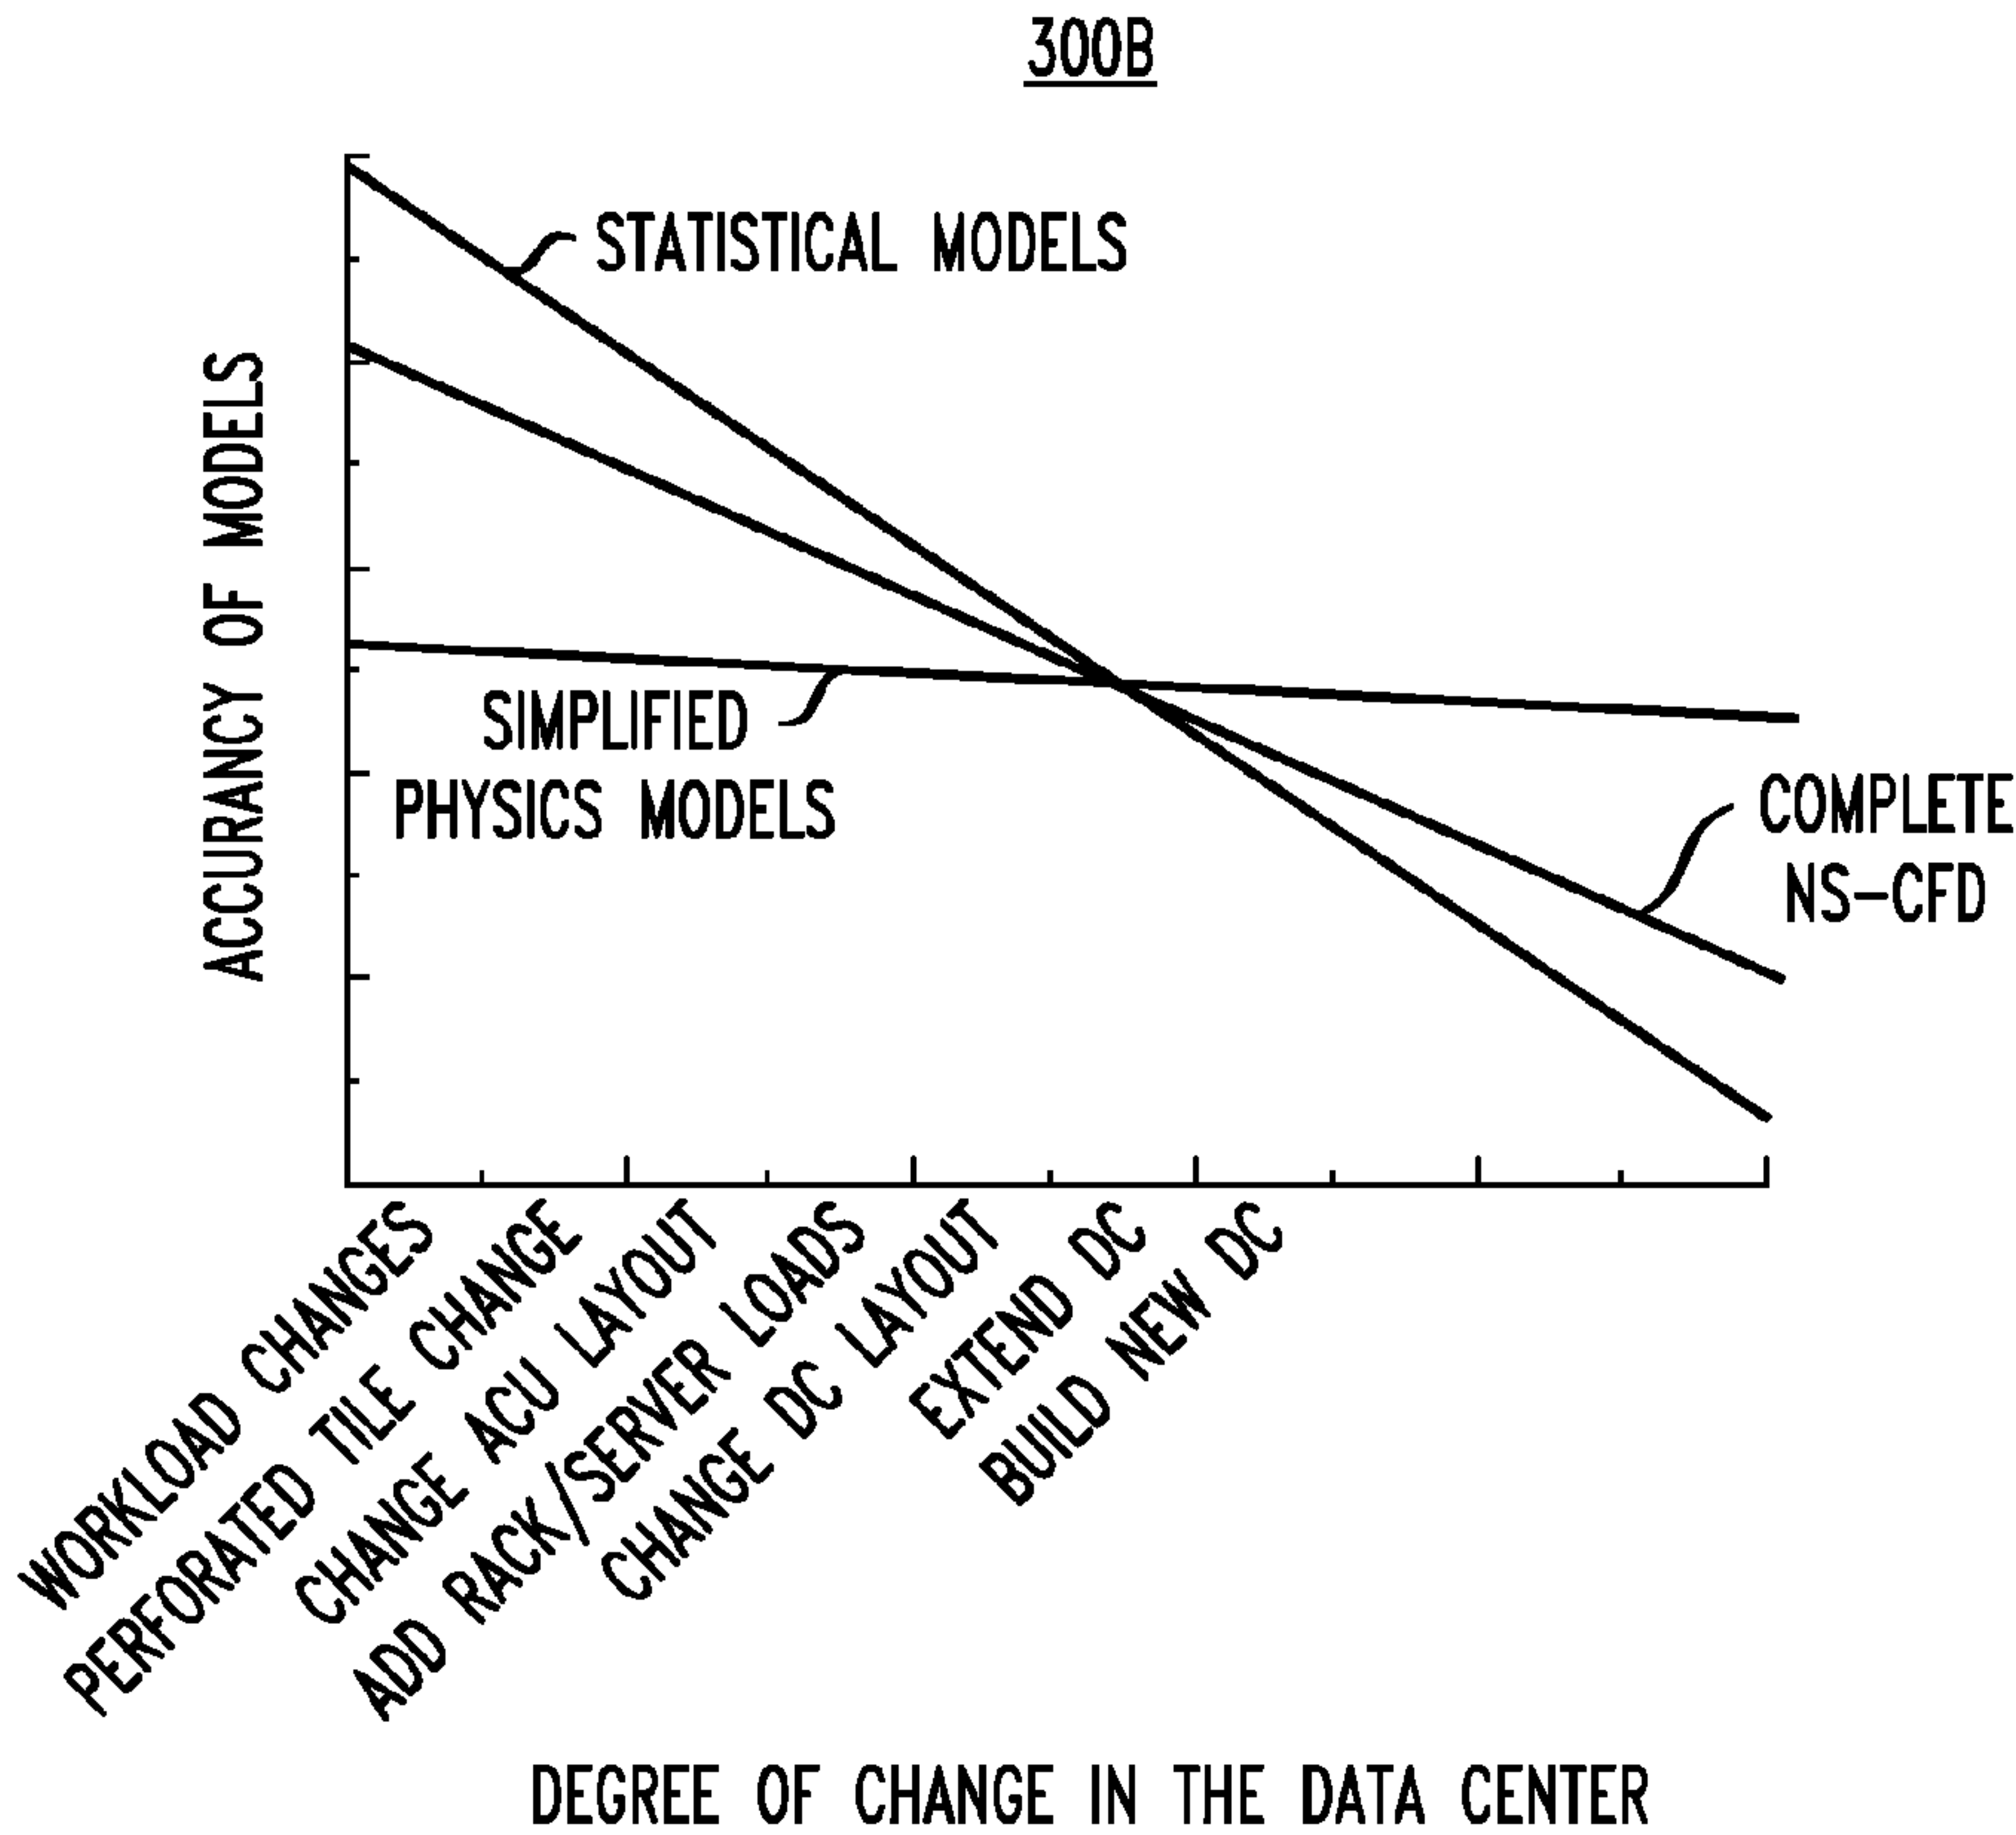 300B
STATISTICAL MODELS
ACCURANCY OF MODELS
SIMPLIFIED
PHYSICS MODELS
COMPLETE
NS-CFD
WORKLOAD CHANGES
PERFORATED TILE CHANGE
CHANGE ACU LAYOUT
ADD RACK/SERVER LOADS
CHANGE DC LAYOUT
EXTEND DC
BUILD NEW DC
DEGREE OF CHANGE IN THE DATA CENTER